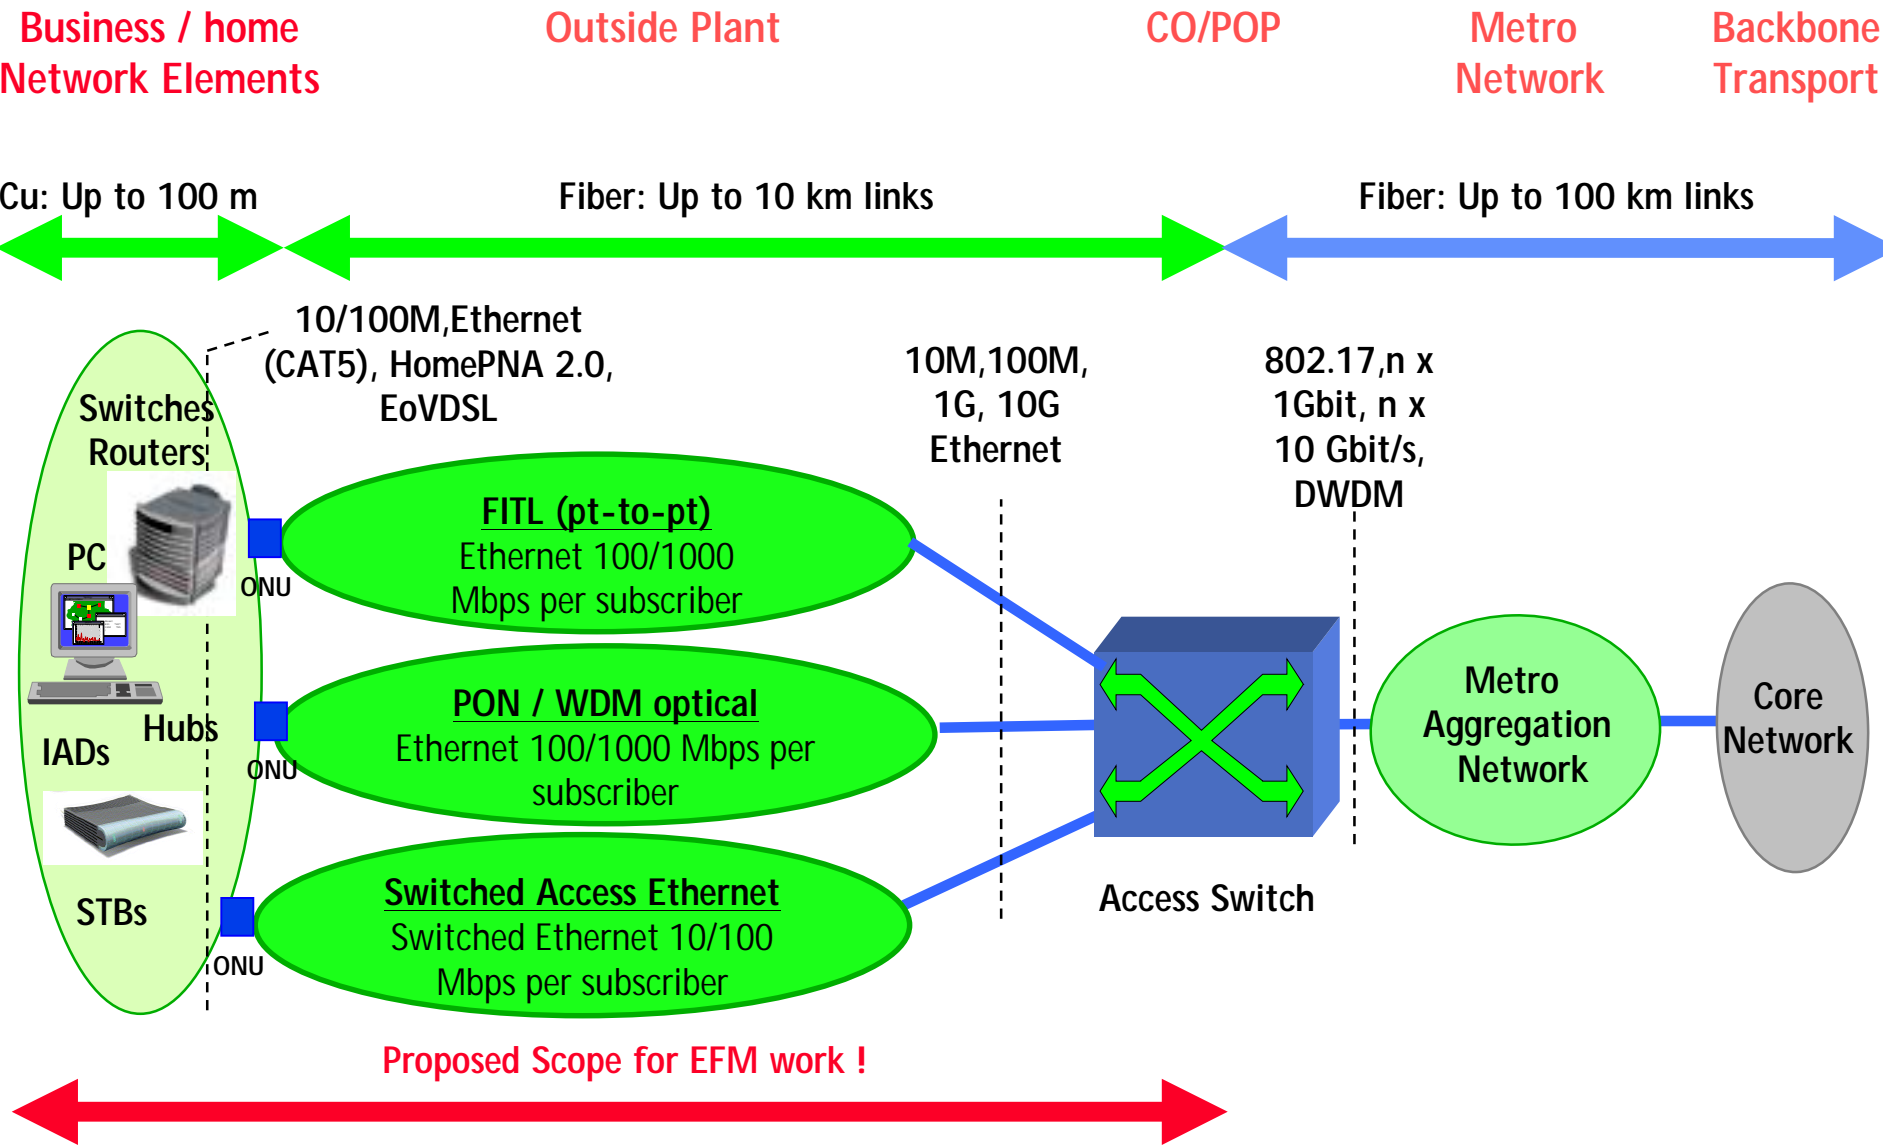 Business / home
Network Elements
Outside Plant
CO/POP
Metro
Network
Backbone
Transport
Cu: Up to 100 m
Fiber: Up to 10 km links
Fiber: Up to 100 km links
10/100M,Ethernet
(CAT5), HomePNA 2.0,
EoVDSL
10M,100M,
1G, 10G
Ethernet
802.17,n x
1Gbit, n x
10 Gbit/s,
DWDM
Switches
Routers
PC
Hubs
IADs
STBs
ONU
ONU
ONU
FITL (pt-to-pt)
Ethernet 100/1000
Mbps per subscriber
PON / WDM optical
Ethernet 100/1000 Mbps per
subscriber
Switched Access Ethernet
Switched Ethernet 10/100
Mbps per subscriber
Access Switch
Metro
Aggregation
Network
Core
Network
Proposed Scope for EFM work !